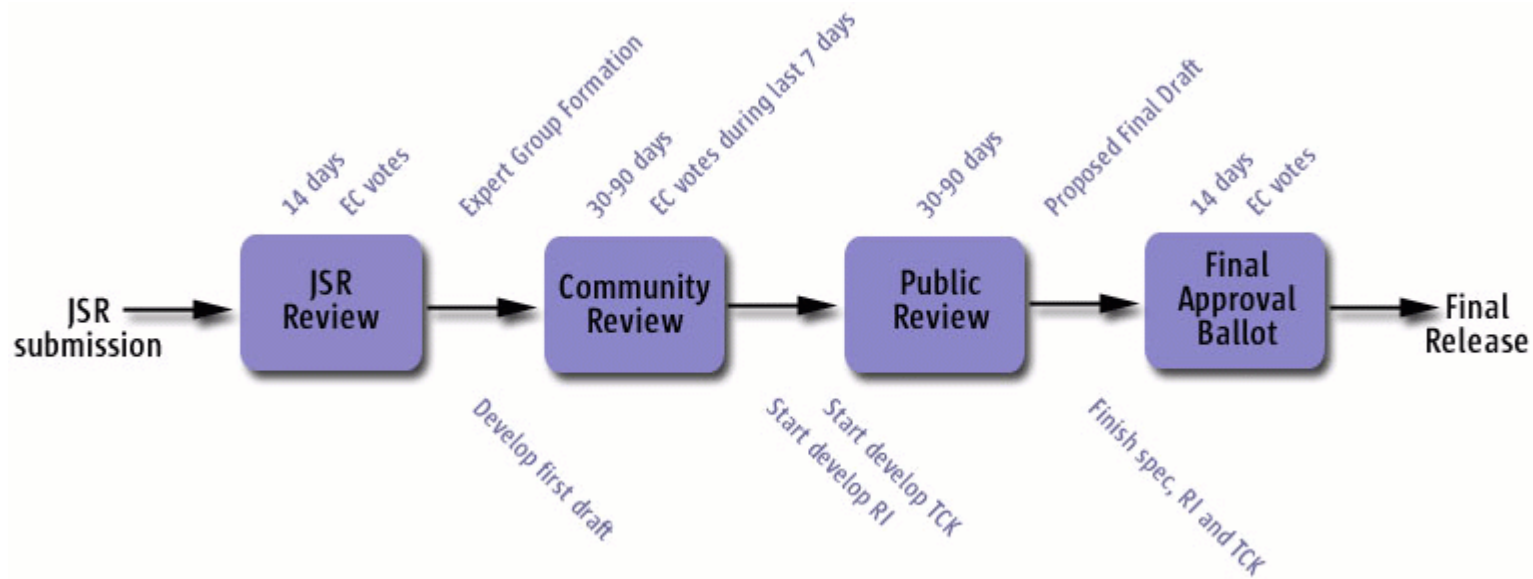 14 days
EC votes
Expert Group Formation
30-90 days
EC votes during last 7 days
30-90 days
Proposed Final Draft
14 days
EC votes
JSR
submission
JSR
Review
Community
Review
Public
Review
Final
Approval
Ballot
Final
Release
Develop first draft
Start develop RI
Start develop TCK
Finish spec, RI and TCK